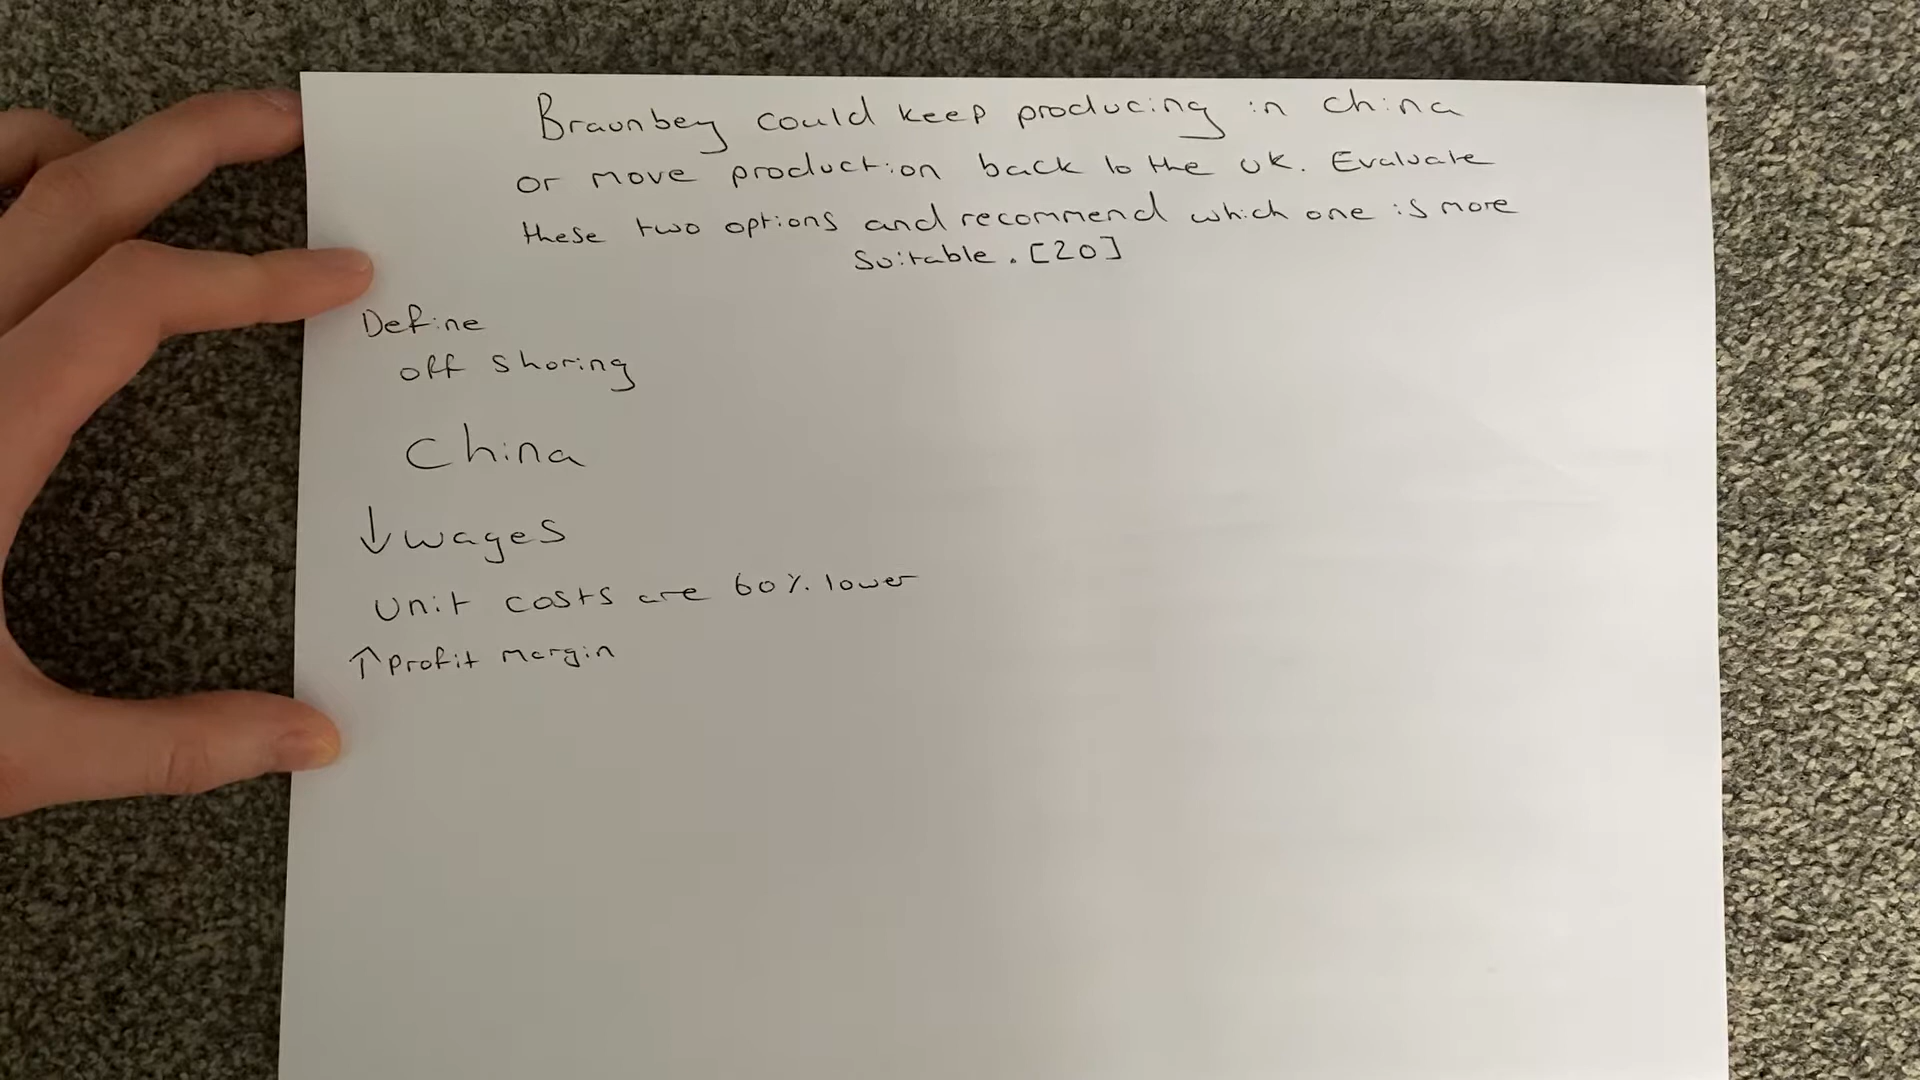 Braunbey could keep producing in china
or move production back to the UK. Evaluate
these two options and recommend which one is more
suitable. [20]
Define
off shoring
China
↓ wages
unit costs are 60% lower
↑ Profit margin